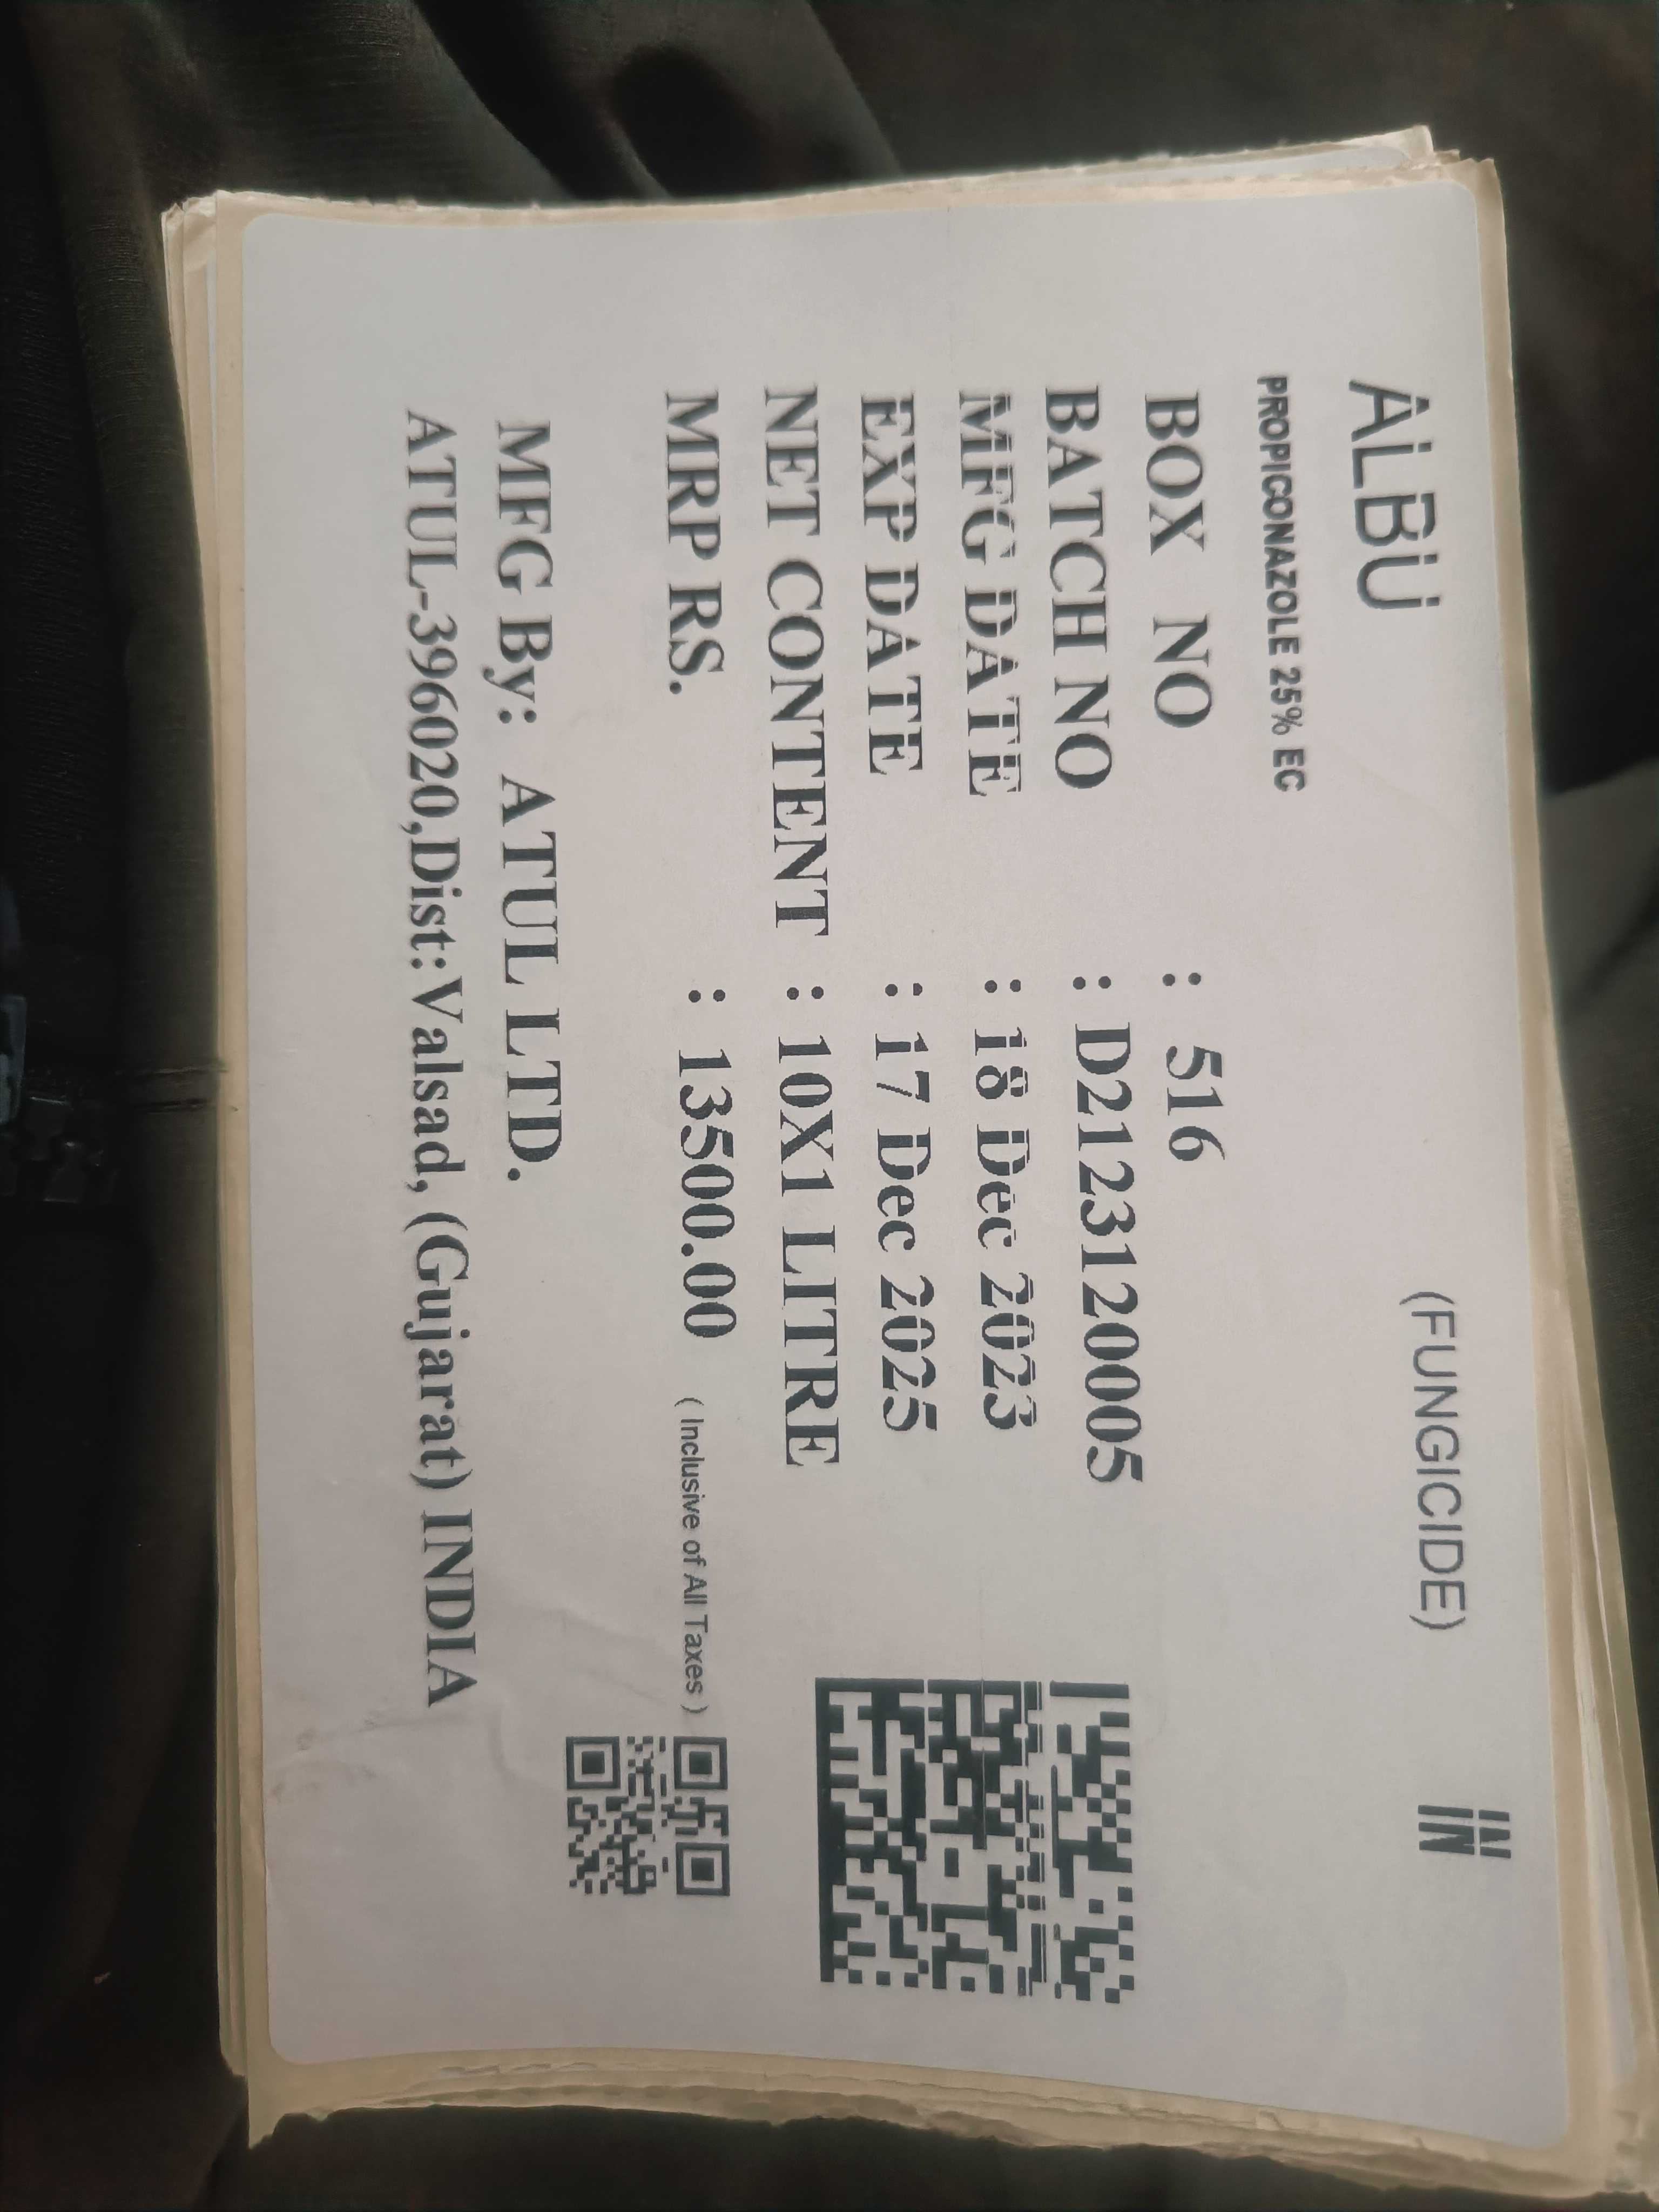 ALBU (FUNGICIDE) IN
PROPICONAZOLE 25% EC
BOX NO : 516
BATCH NO : D2123120005
MFG DATE : 18 Dec 2023
EXP DATE : 17 Dec 2025
NET CONTENT : 10X1 LITRE
MRP RS. : 13500.00 ( Inclusive of All Taxes )
MFG By: ATUL LTD.
ATUL-396020,Dist:Valsad, (Gujarat) INDIA